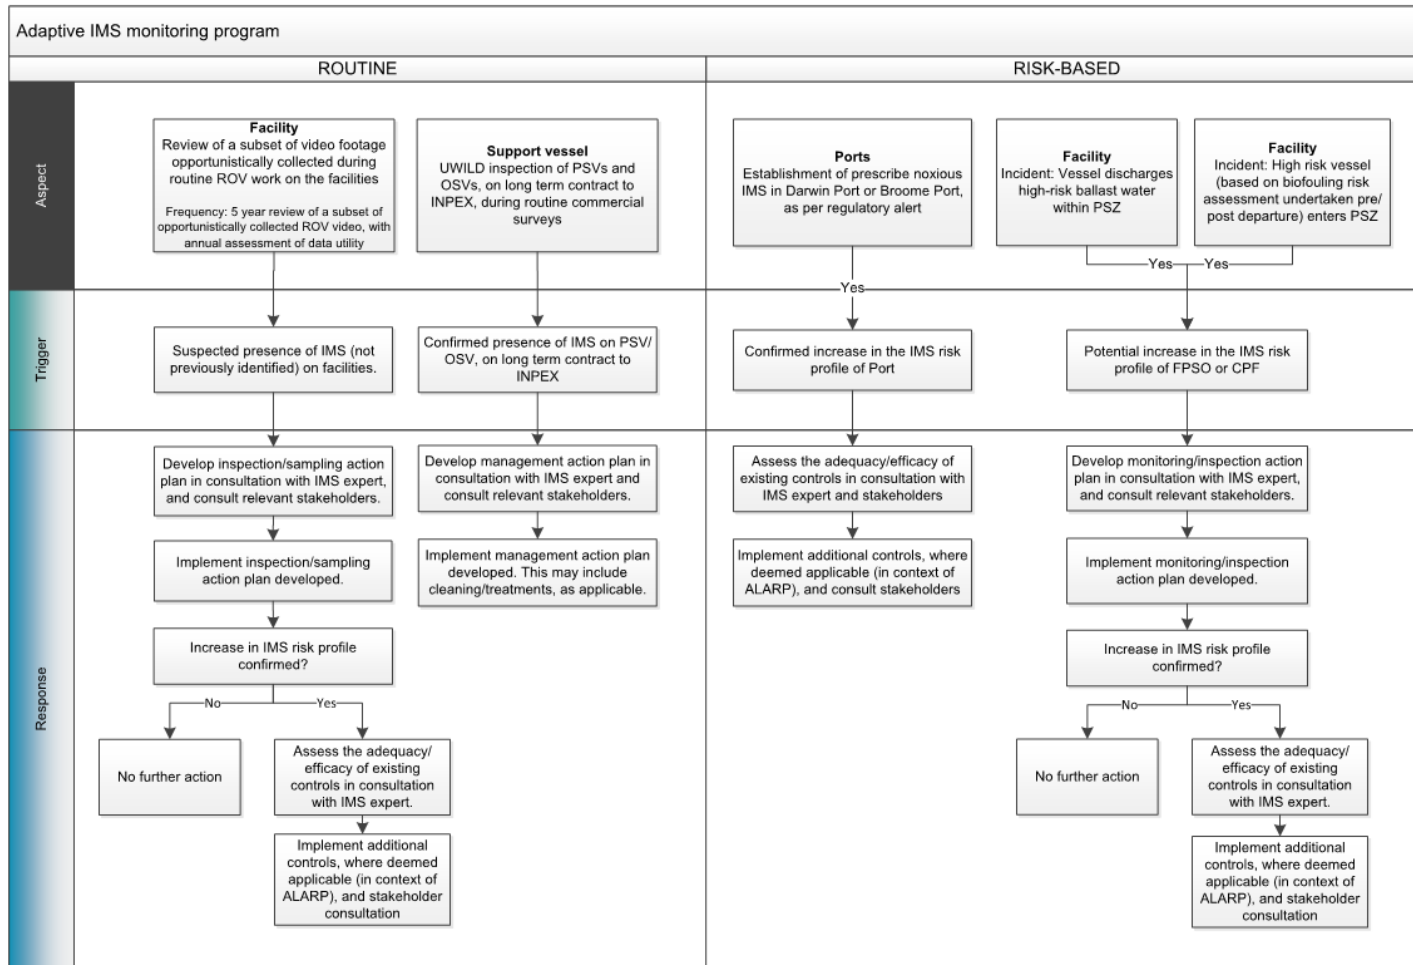 Adaptive IMS monitoring program
ROUTINE
RISK-BASED
Aspect
Facility
Review of a subset of video footage
opportunistically collected during
routine ROV work on the facilities
Frequency: 5 year review of a subset of
opportunistically collected ROV video, with
annual assessment of data utility
Support vessel
UWILD inspection of PSVs and
OSVs, on long term contract to
INPEX, during routine commercial
surveys
Ports
Establishment of prescribe noxious
IMS in Darwin Port or Broome Port,
as per regulatory alert
Facility
Incident: Vessel discharges
high-risk ballast water
within PSZ
Facility
Incident: High risk vessel
(based on biofouling risk
assessment undertaken pre/
post departure) enters PSZ
Yes
Yes
Yes
Trigger
Suspected presence of IMS (not
previously identified) on facilities.
Confirmed presence of IMS on PSV/
OSV, on long term contract to
INPEX
Confirmed increase in the IMS risk
profile of Port
Potential increase in the IMS risk
profile of FPSO or CPF
Response
Develop inspection/sampling action
plan in consultation with IMS expert,
and consult relevant stakeholders.
Implement inspection/sampling
action plan developed.
Increase in IMS risk profile
confirmed?
No
Yes
No further action
Assess the adequacy/
efficacy of existing
controls in consultation
with IMS expert.
Implement additional
controls, where deemed
applicable (in context of
ALARP), and stakeholder
consultation
Develop management action plan in
consultation with IMS expert and
consult relevant stakeholders.
Implement management action plan
developed. This may include
cleaning/treatments, as applicable.
Assess the adequacy/efficacy of
existing controls in consultation with
IMS expert and stakeholders
Implement additional controls, where
deemed applicable (in context of
ALARP), and consult stakeholders
Develop monitoring/inspection action
plan in consultation with IMS expert,
and consult relevant stakeholders.
Implement monitoring/inspection
action plan developed.
Increase in IMS risk profile
confirmed?
No
Yes
No further action
Assess the adequacy/
efficacy of existing
controls in consultation
with IMS expert.
Implement additional
controls, where deemed
applicable (in context of
ALARP), and stakeholder
consultation